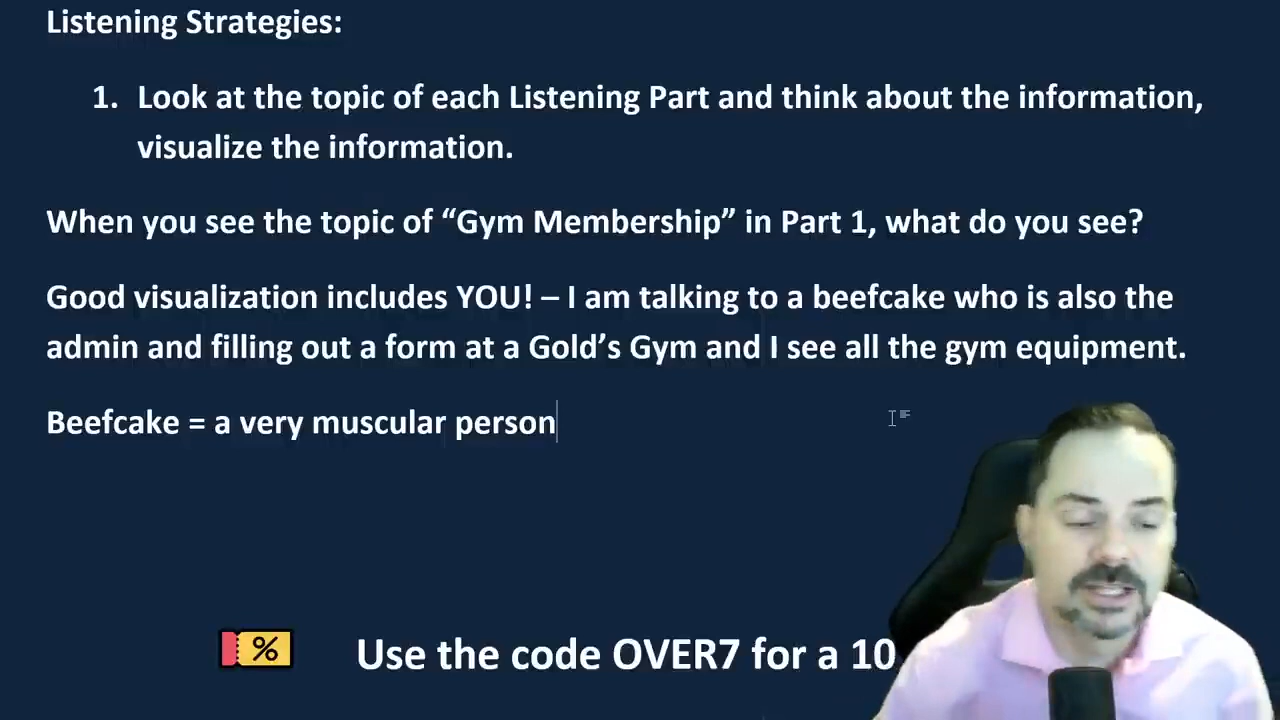 Listening Strategies:
1. Look at the topic of each Listening Part and think about the information,
visualize the information.
When you see the topic of “Gym Membership” in Part 1, what do you see?
Good visualization includes YOU! – I am talking to a beefcake who is also the
admin and filling out a form at a Gold’s Gym and I see all the gym equipment.
Beefcake = a very muscular person
% Use the code OVER7 for a 10